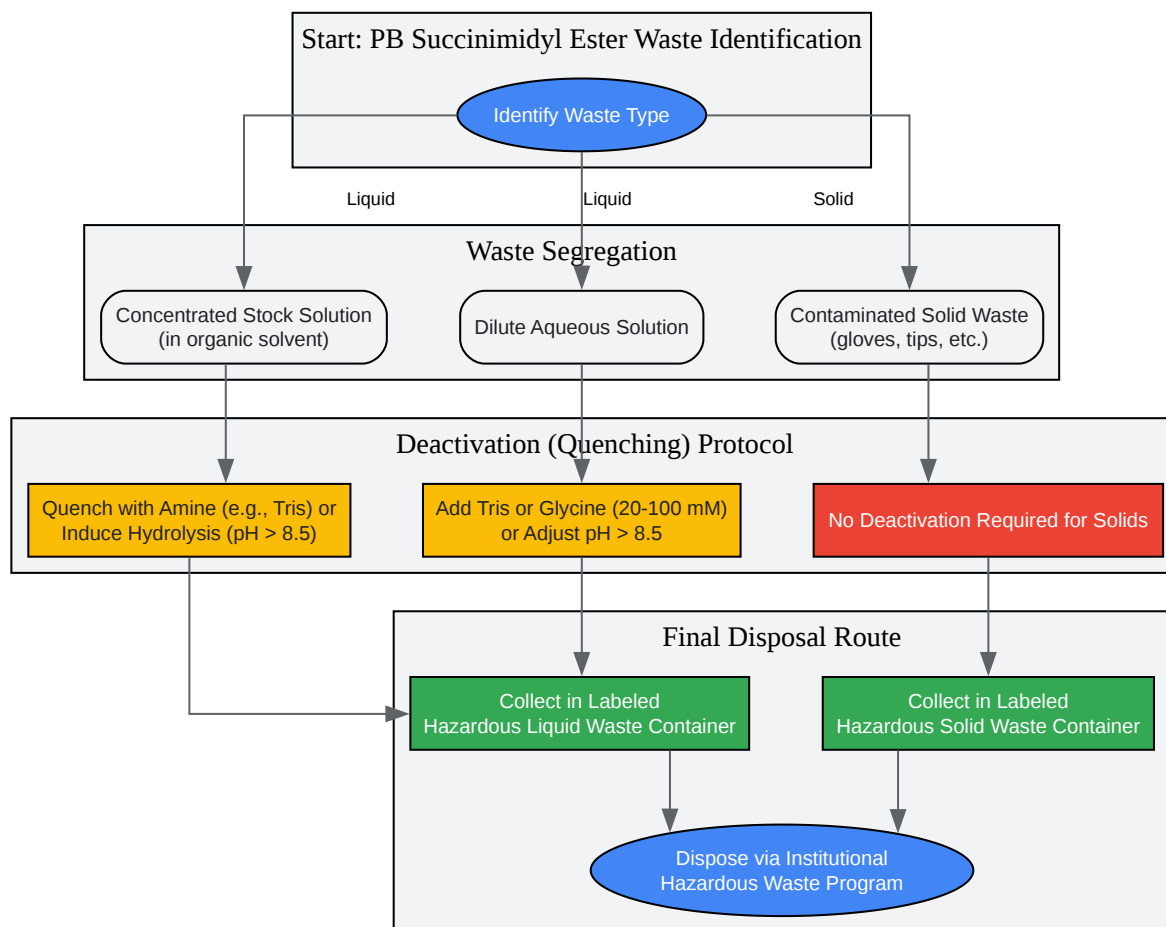 Start: PB Succinimidyl Ester Waste Identification
Identify Waste Type
Liquid
Liquid
Solid
Waste Segregation
Concentrated Stock Solution
(in organic solvent)
Dilute Aqueous Solution
Contaminated Solid Waste
(gloves, tips, etc.)
Deactivation (Quenching) Protocol
Quench with Amine (e.g., Tris) or
Induce Hydrolysis (pH > 8.5)
Add Tris or Glycine (20-100 mM)
or Adjust pH > 8.5
No Deactivation Required for Solids
Final Disposal Route
Collect in Labeled
Hazardous Liquid Waste Container
Collect in Labeled
Hazardous Solid Waste Container
Dispose via Institutional
Hazardous Waste Program